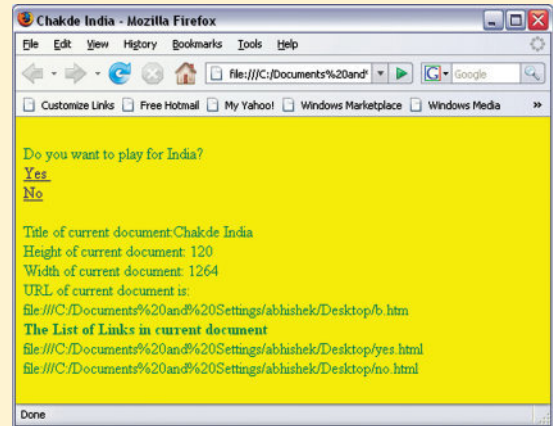 Chakde India - Mozilla Firefox
File Edit View History Bookmarks Tools Help
file:///C:/Documents%20and' G Google
Customize Links Free Hotmail My Yahoo! Windows Marketplace Windows Media »
Do you want to play for India?
Yes
No
Title of current document:Chakde India
Height of current document: 120
Width of current document: 1264
URL of current document is:
file:///C:/Documents%20and%20Settings/abhishek/Desktop/b.htm
The List of Links in current document
file:///C:/Documents%20and%20Settings/abhishek/Desktop/yes.html
file:///C:/Documents%20and%20Settings/abhishek/Desktop/no.html
Done